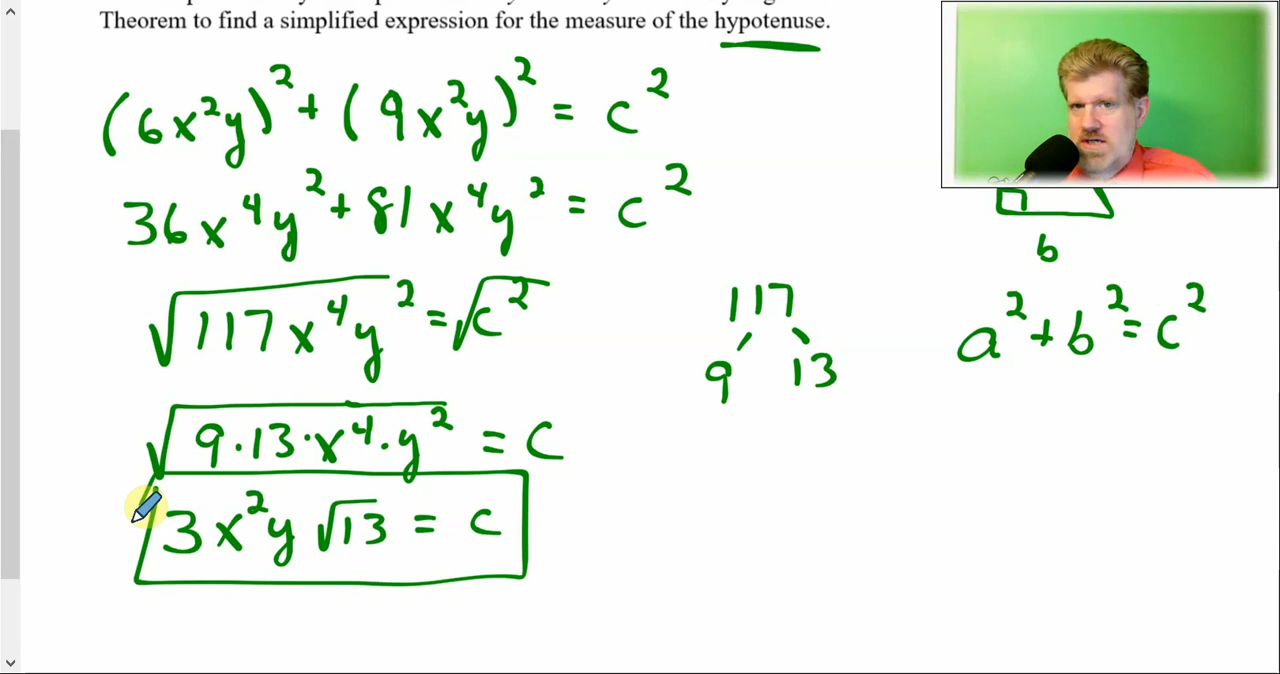 Theorem to find a simplified expression for the measure of the hypotenuse.
(6x²y)² + (9x²y)² = c²
36x⁴y² + 81x⁴y² = c²
√117x⁴y² = √c²
√9·13·x⁴·y² = c
3x²y √13 = c
117
9 13
b
a² + b² = c²